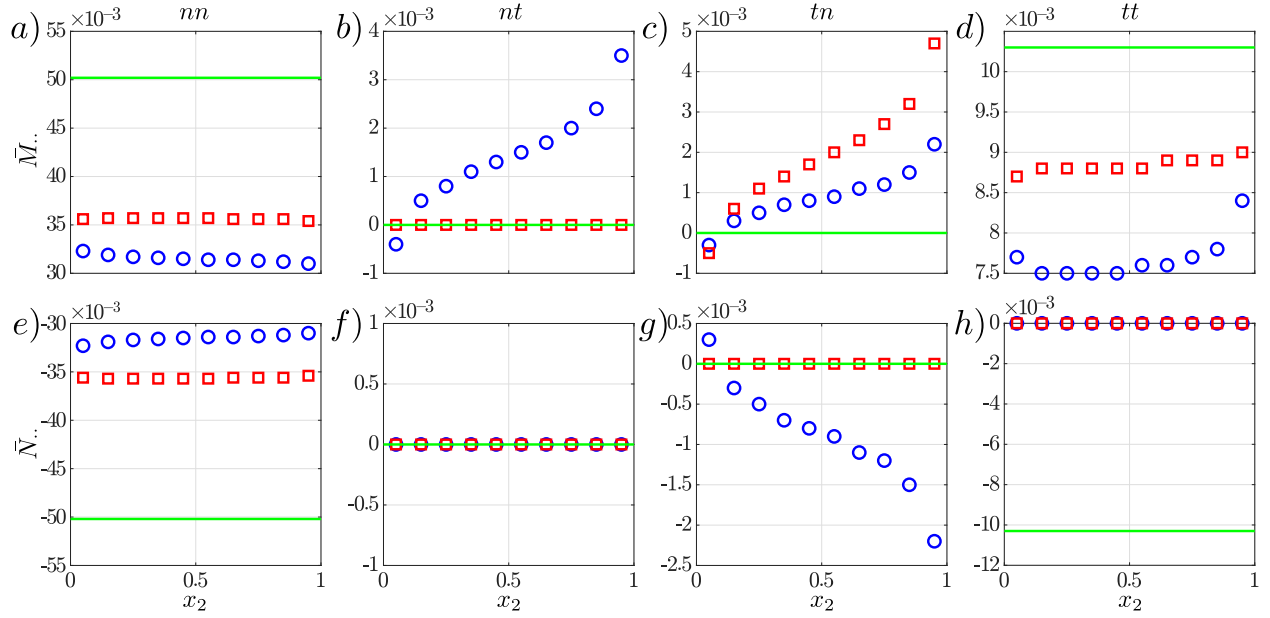 a) ×10⁻³ nn
55
50
45
40
35
30
M̄..
b) ×10⁻³ nt
4
3
2
1
0
-1
c) ×10⁻³ tn
5
4
3
2
1
0
-1
d) ×10⁻³ tt
10
9.5
9
8.5
8
7.5
e) ×10⁻³
-30
-35
-40
-45
-50
-55
N̄..
0 0.5 1
x₂
f) ×10⁻³
1
0.5
0
-0.5
-1
0 0.5 1
x₂
g) ×10⁻³
0.5
0
-0.5
-1
-1.5
-2
-2.5
0 0.5 1
x₂
h) ×10⁻³
0
-2
-4
-6
-8
-10
-12
0 0.5 1
x₂